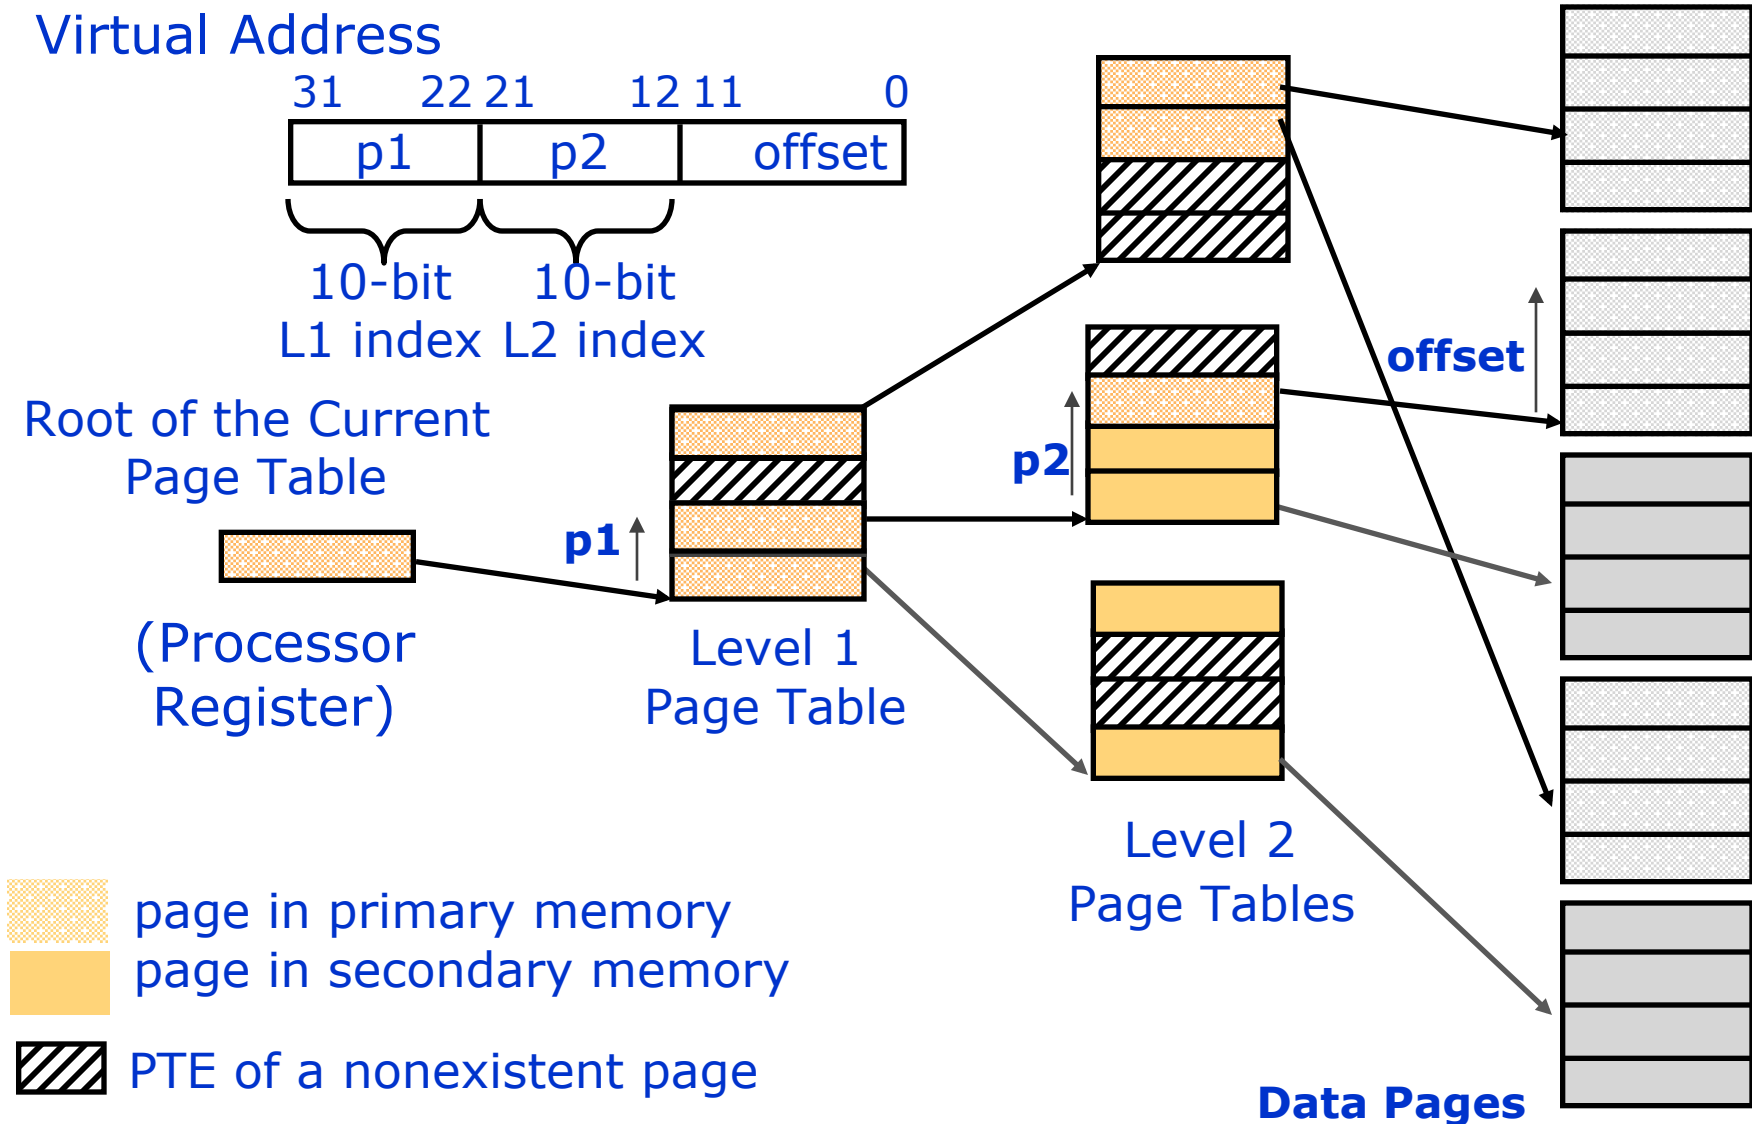 Virtual Address
31 22 21 12 11 0
p1 p2 offset
10-bit 10-bit
L1 index L2 index
Root of the Current
Page Table
(Processor
Register)
p1
Level 1
Page Table
p2
Level 2
Page Tables
offset
page in primary memory
page in secondary memory
PTE of a nonexistent page
Data Pages